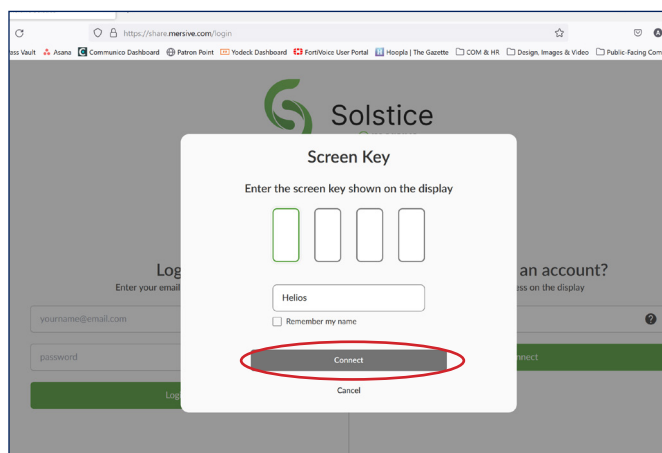 https://share.mersive.com/login
ass Vault Asana Communico Dashboard Patron Point Yodeck Dashboard FortiVoice User Portal Hoopla | The Gazette COM & HR Design, Images & Video Public-Facing Com
Solstice
Screen Key
Enter the screen key shown on the display
Log an account?
Enter your email ess on the display
Helios
yourname@email.com
Remember my name
password Connect nnect
Log
Cancel